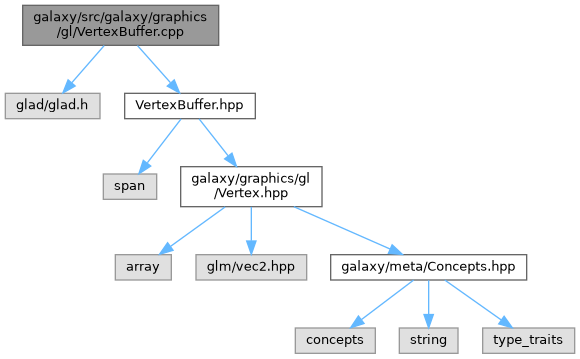 galaxy/src/galaxy/graphics
/gl/VertexBuffer.cpp
glad/glad.h
VertexBuffer.hpp
span
galaxy/graphics/gl
/Vertex.hpp
array
glm/vec2.hpp
galaxy/meta/Concepts.hpp
concepts
string
type_traits